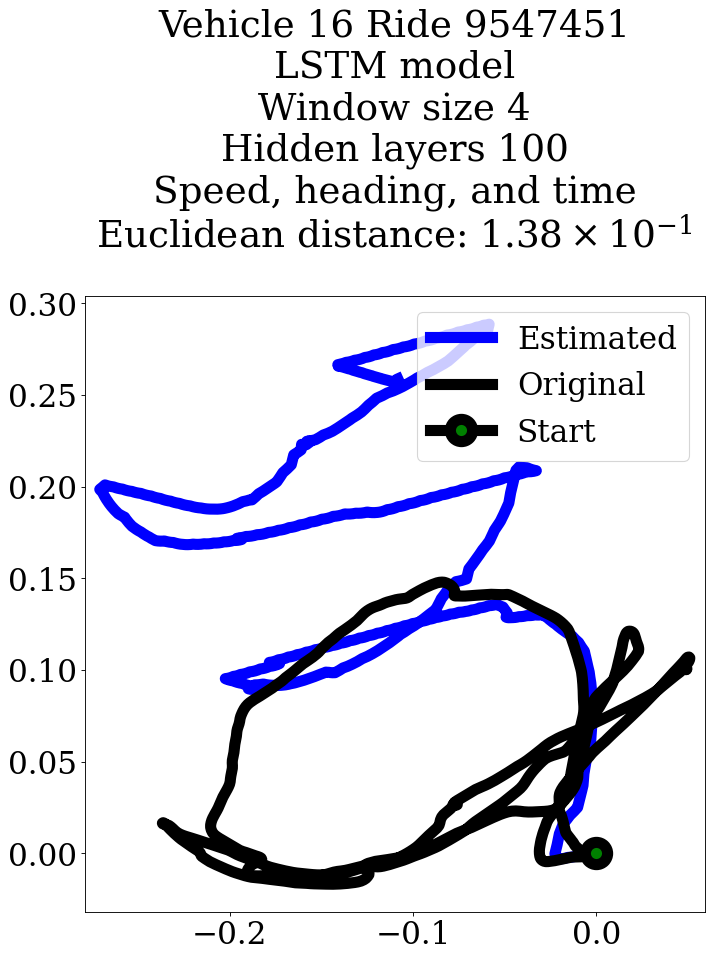 Vehicle 16 Ride 9547451
LSTM model
Window size 4
Hidden layers 100
Speed, heading, and time
Euclidean distance: 1.38 × 10⁻¹
0.30
0.25
0.20
0.15
0.10
0.05
0.00
Estimated
Original
Start
−0.2 −0.1 0.0